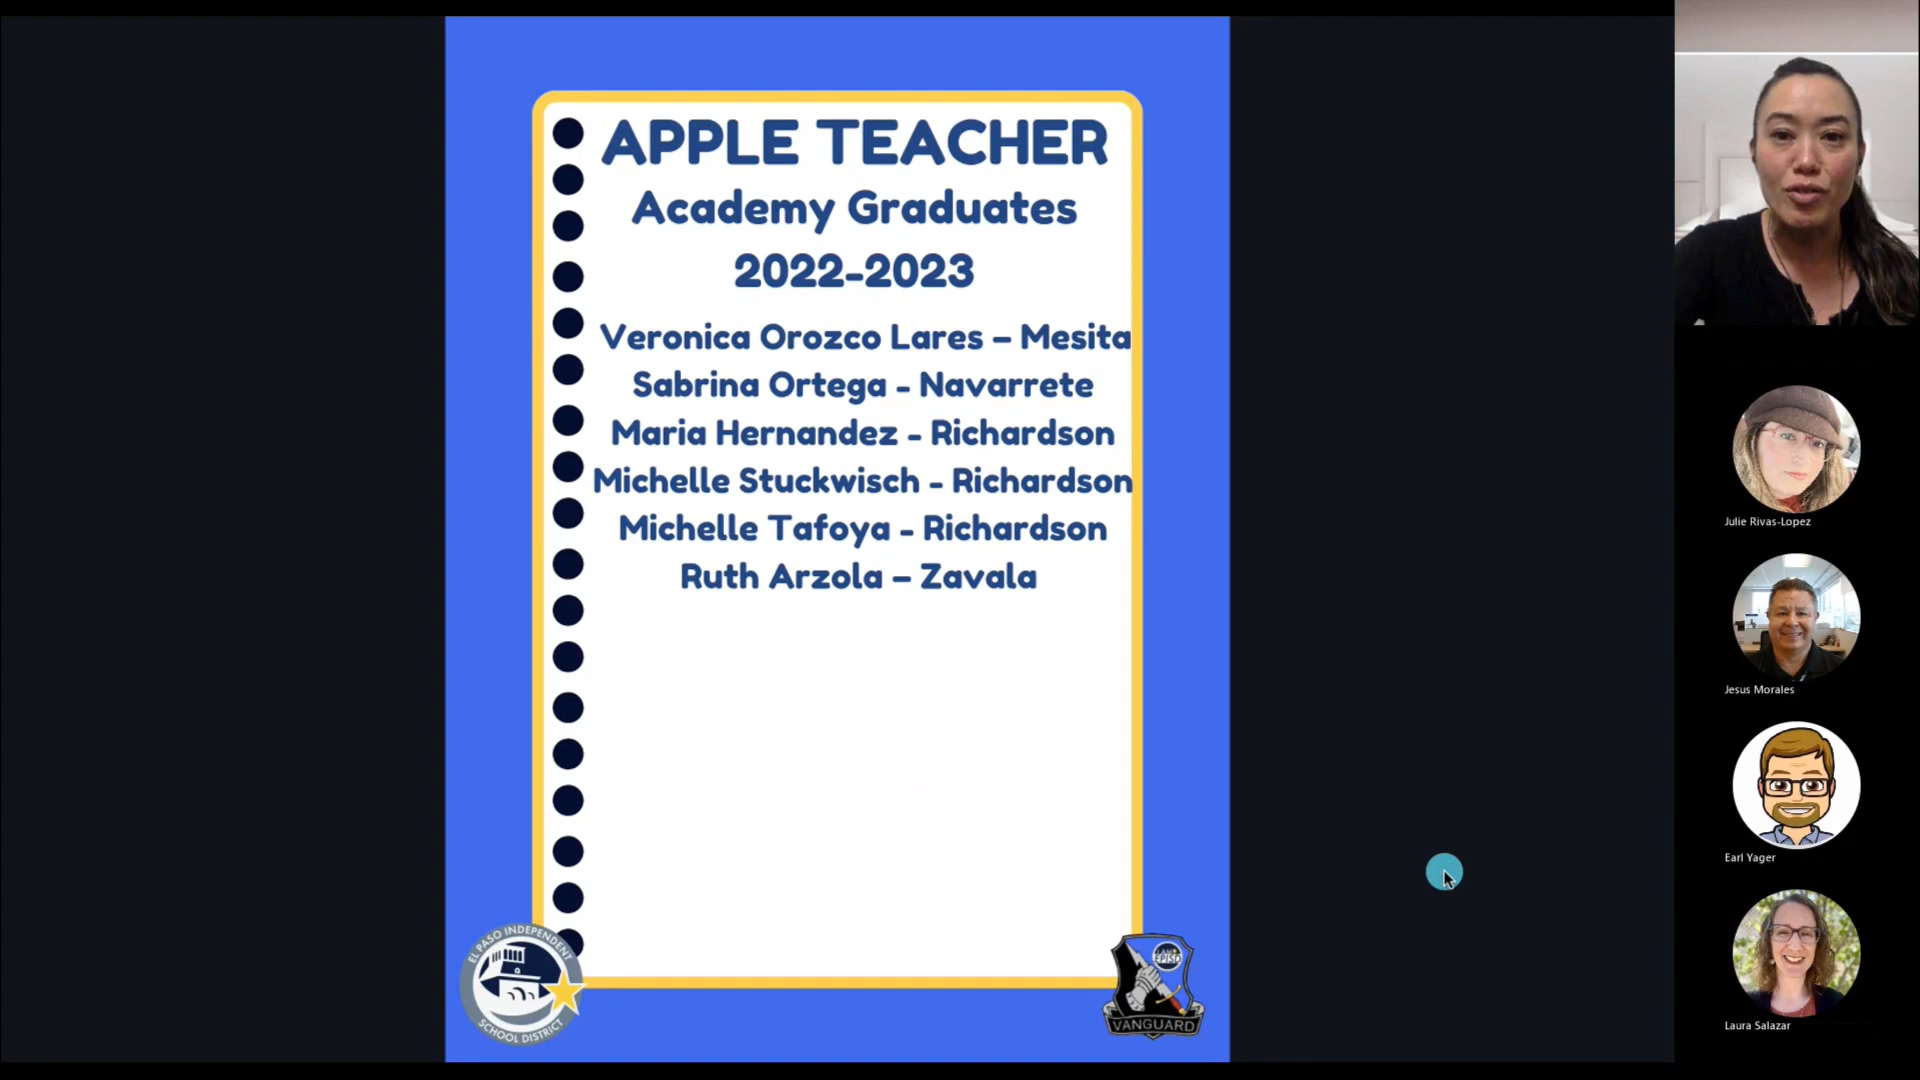 APPLE TEACHER
Academy Graduates
2022-2023
Veronica Orozco Lares – Mesita
Sabrina Ortega - Navarrete
Maria Hernandez - Richardson
Michelle Stuckwisch - Richardson
Michelle Tafoya - Richardson
Ruth Arzola – Zavala
EL PASO INDEPENDENT
SCHOOL DISTRICT
EPISD
VANGUARD
Julie Rivas-Lopez
Jesus Morales
Earl Yager
Laura Salazar